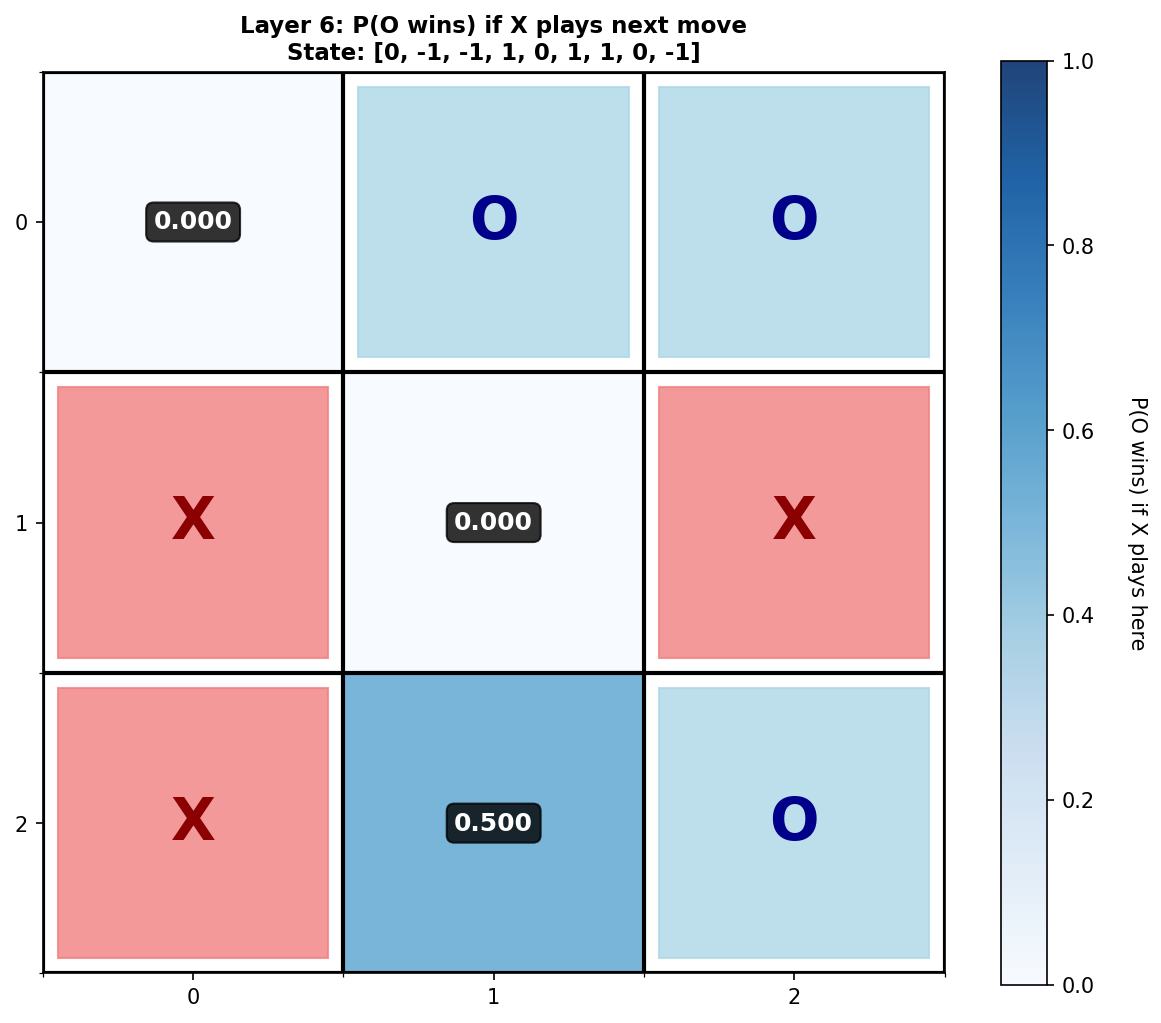 Layer 6: P(O wins) if X plays next move
State: [0, -1, -1, 1, 0, 1, 1, 0, -1]
0
0.000
O
O
1
X
0.000
X
2
X
0.500
O
0
1
2
1.0
0.8
0.6
0.4
0.2
0.0
P(O wins) if X plays here